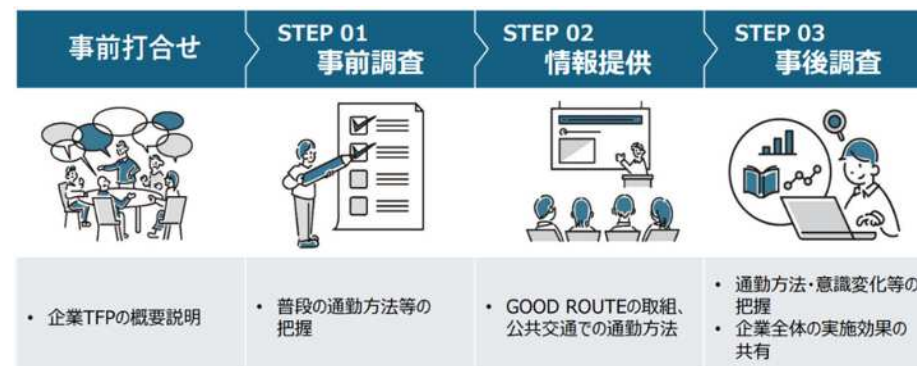 事前打合せ
STEP 01
事前調査
STEP 02
情報提供
STEP 03
事後調査
• 企業TFPの概要説明
• 普段の通勤方法等の
把握
• GOOD ROUTEの取組、
公共交通での通勤方法
• 通勤方法・意識変化等の
把握
• 企業全体の実施効果の
共有